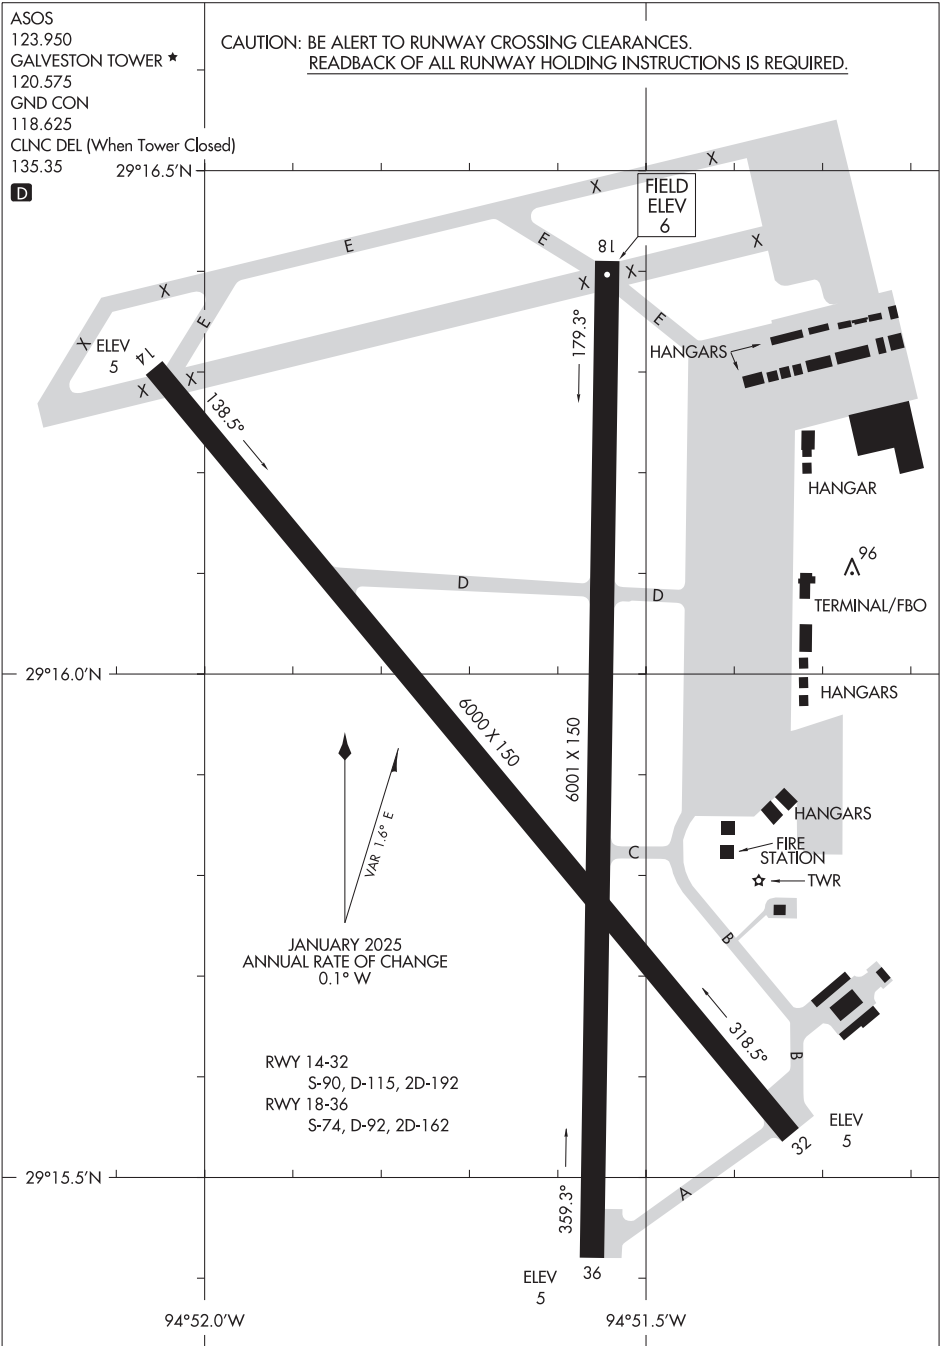 ASOS
123.950
GALVESTON TOWER ★
120.575
GND CON
118.625
CLNC DEL (When Tower Closed)
135.35
D
CAUTION: BE ALERT TO RUNWAY CROSSING CLEARANCES.
READBACK OF ALL RUNWAY HOLDING INSTRUCTIONS IS REQUIRED.
29°16.5'N
X
X
FIELD
ELEV
6
E
E
X
18
X
X
X
E
X
E
X
ELEV
5
14
X
X
179.3°
HANGARS
138.5°
HANGAR
96
D
D
TERMINAL/FBO
29°16.0'N
HANGARS
6000 X 150
6001 X 150
VAR 1.6° E
HANGARS
C
FIRE
STATION
TWR
B
JANUARY 2025
ANNUAL RATE OF CHANGE
0.1° W
318.5°
B
RWY 14-32
S-90, D-115, 2D-192
RWY 18-36
S-74, D-92, 2D-162
ELEV
5
32
29°15.5'N
A
359.3°
ELEV
5
36
94°52.0'W
94°51.5'W